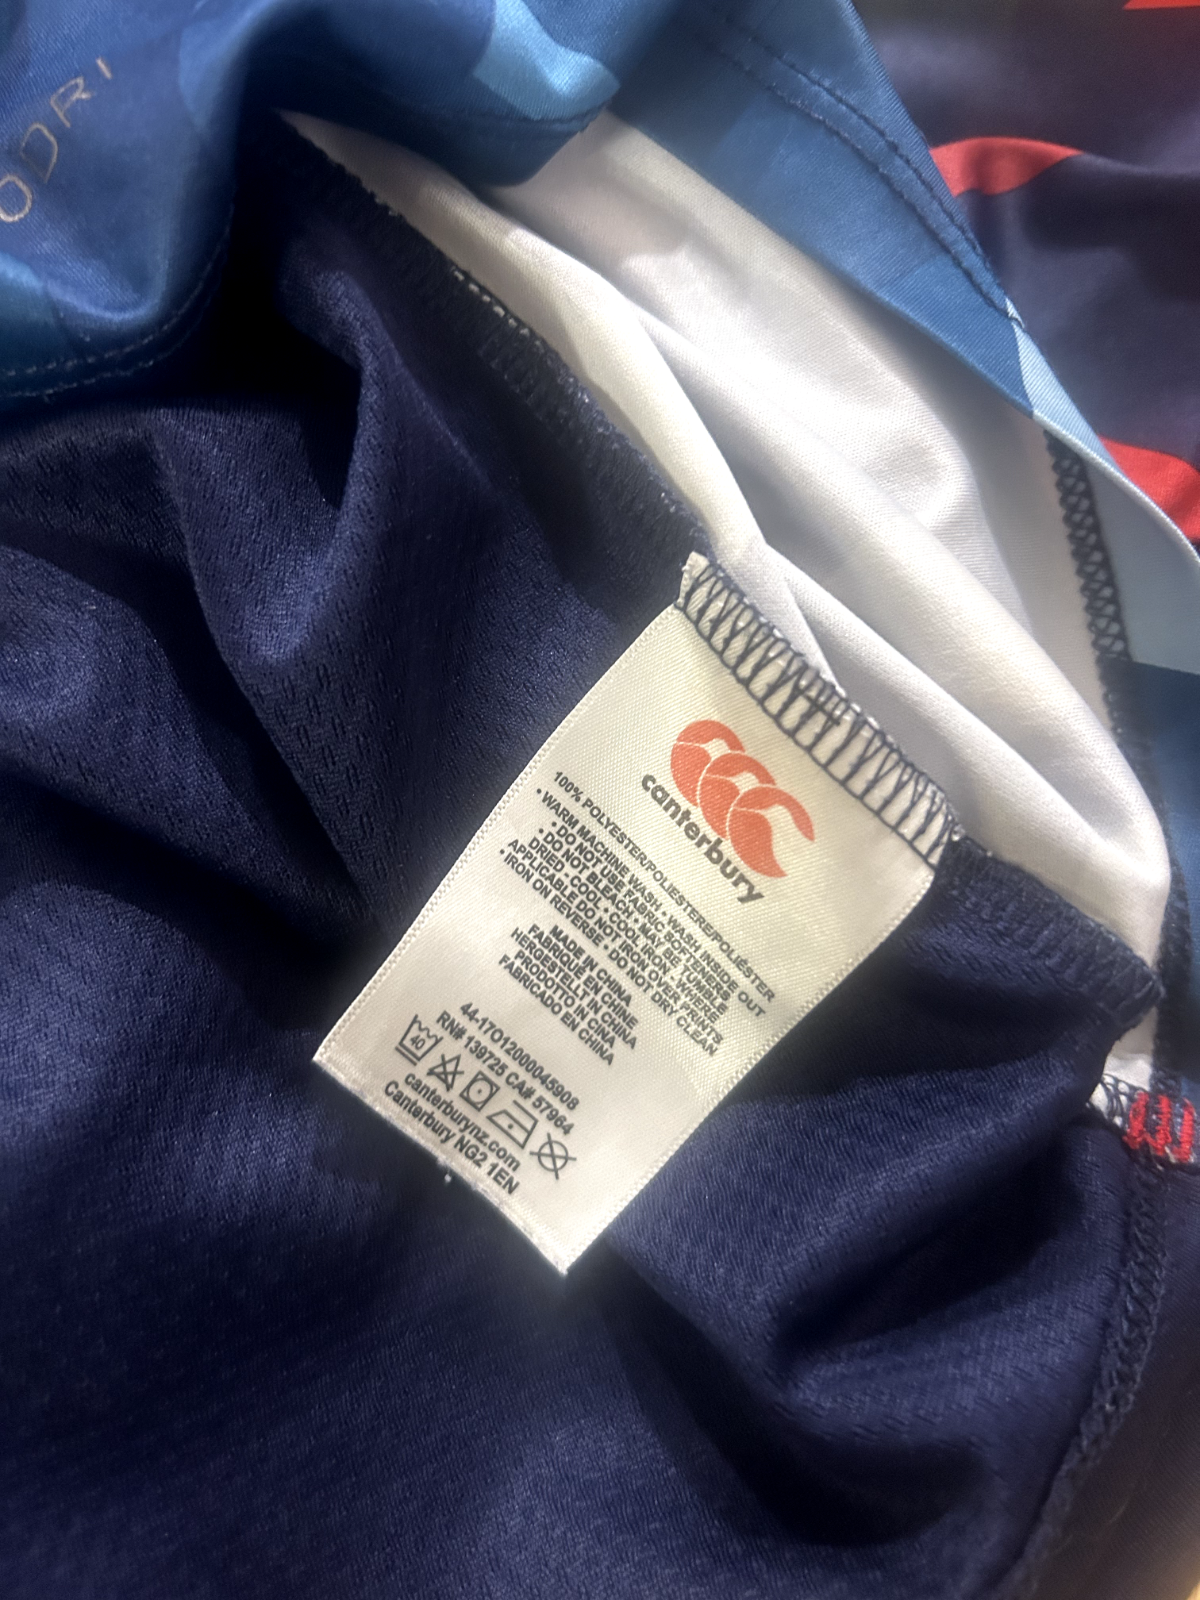 ODRI
canterbury
100% POLYESTER/POLIESTERE/POLIÉSTER
• WARM MACHINE WASH • WASH INSIDE OUT
• DO NOT USE FABRIC SOFTENERS
• DO NOT BLEACH • MAY BE TUMBLE
DRIED - COOL • COOL IRON, WHERE
APPLICABLE DO NOT IRON OVER PRINTS
• IRON ON REVERSE • DO NOT DRY CLEAN
MADE IN CHINA
FABRIQUÉ EN CHINE
HERGESTELLT IN CHINA
PRODOTTO IN CINA
FABRICADO EN CHINA
44-17O12000045908
RN# 139725 CA# 57964
40
canterburynz.com
Canterbury NG2 1EN